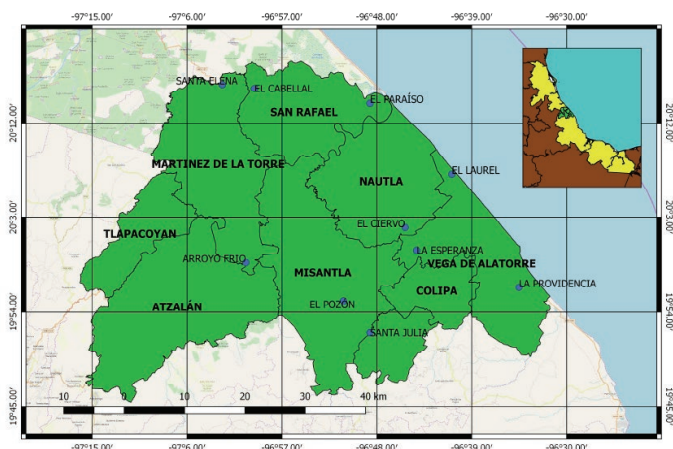 -97°15.00' -97°6.00' -96°57.00' -96°48.00' -96°39.00' -96°30.00'
SANTA ELENA
EL CABELLAL
EL PARAÍSO
SAN RAFAEL
20°12.00' 20°12.00'
MARTINEZ DE LA TORRE
EL LAUREL
NAUTLA
20°3.00' 20°3.00'
EL CIERVO
TLAPACOYAN
LA ESPERANZA
ARROYO FRIO
VEGA DE ALATORRE
MISANTLA
COLIPA
LA PROVIDENCIA
ATZALÁN
EL POZÓN
19°54.00' 19°54.00'
SANTA JULIA
10 0 10 20 30 40 km
19°45.00' 19°45.00'
-97°15.00' -97°6.00' -96°57.00' -96°48.00' -96°39.00' -96°30.00'